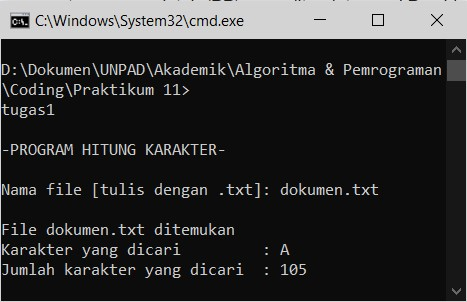 C:\Windows\System32\cmd.exe
D:\Dokumen\UNPAD\Akademik\Algoritma & Pemrograman
\Coding\Praktikum 11>
tugas1
-PROGRAM HITUNG KARAKTER-
Nama file [tulis dengan .txt]: dokumen.txt
File dokumen.txt ditemukan
Karakter yang dicari : A
Jumlah karakter yang dicari : 105